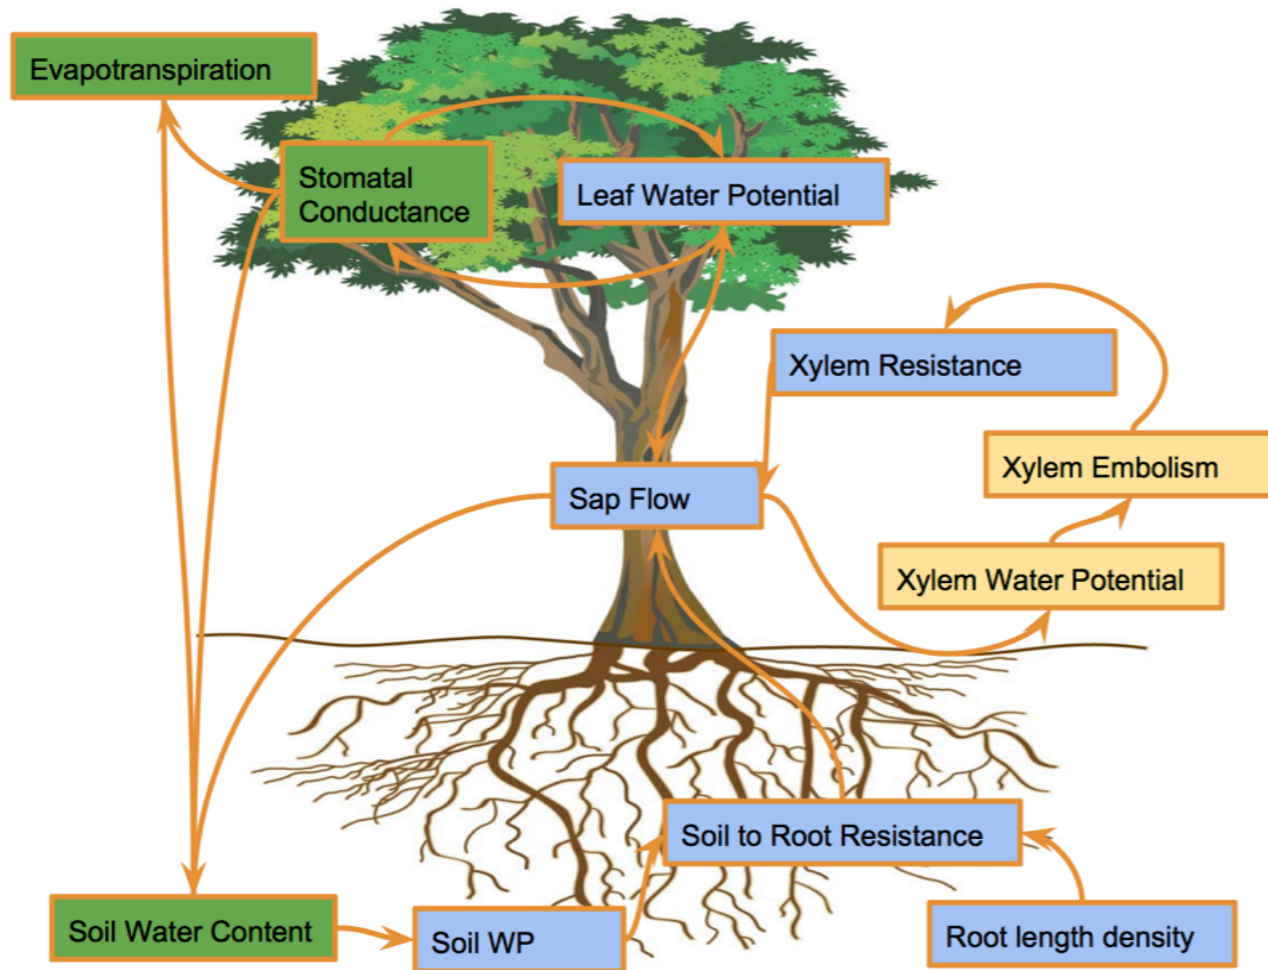 Evapotranspiration
Stomatal
Conductance
Leaf Water Potential
Xylem Resistance
Xylem Embolism
Sap Flow
Xylem Water Potential
Soil to Root Resistance
Soil Water Content
Soil WP
Root length density